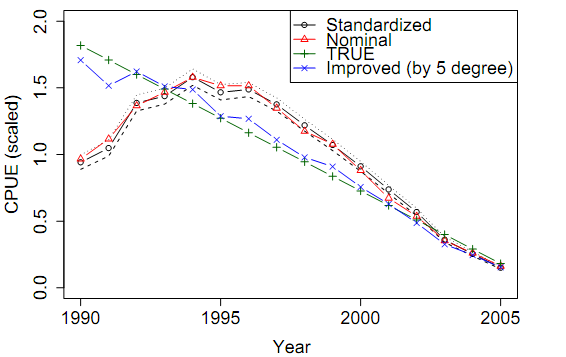 2.0
1.5
1.0
0.5
0.0
CPUE (scaled)
Standardized
Nominal
TRUE
Improved (by 5 degree)
1990
1995
2000
2005
Year